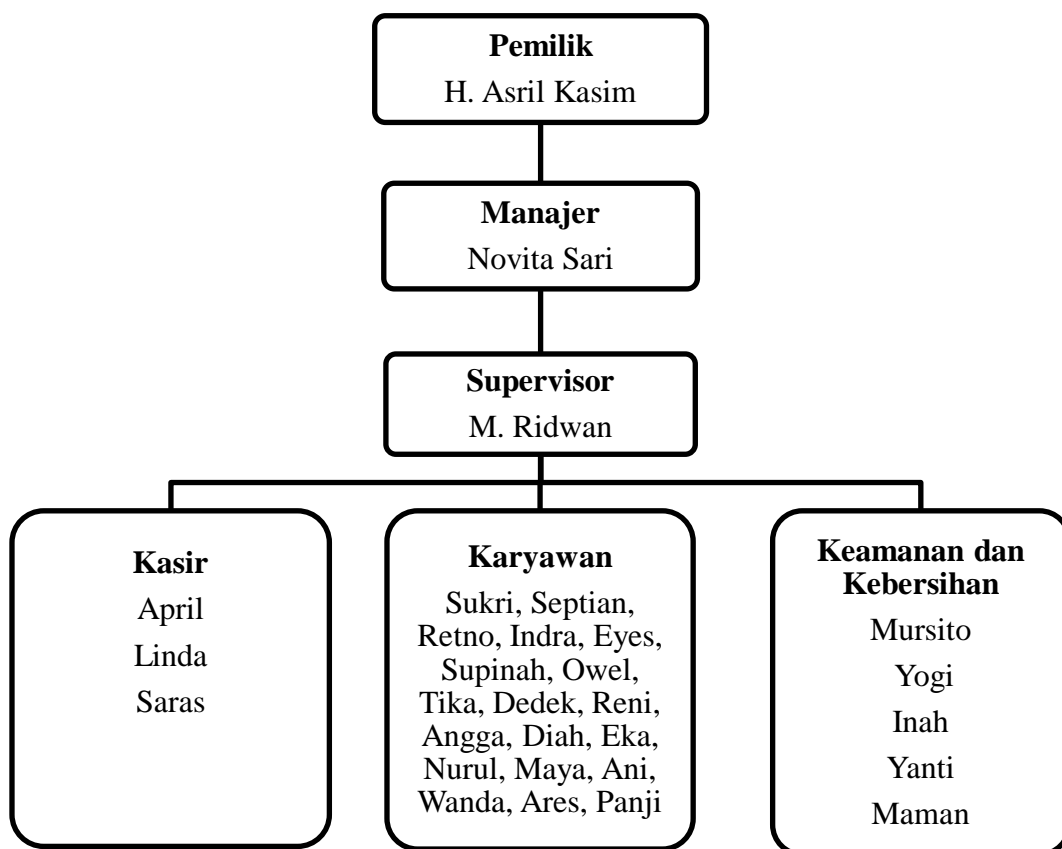 Pemilik
H. Asril Kasim
Manajer
Novita Sari
Supervisor
M. Ridwan
Kasir
April
Linda
Saras
Karyawan
Sukri, Septian,
Retno, Indra, Eyes,
Supinah, Owel,
Tika, Dedek, Reni,
Angga, Diah, Eka,
Nurul, Maya, Ani,
Wanda, Ares, Panji
Keamanan dan
Kebersihan
Mursito
Yogi
Inah
Yanti
Maman